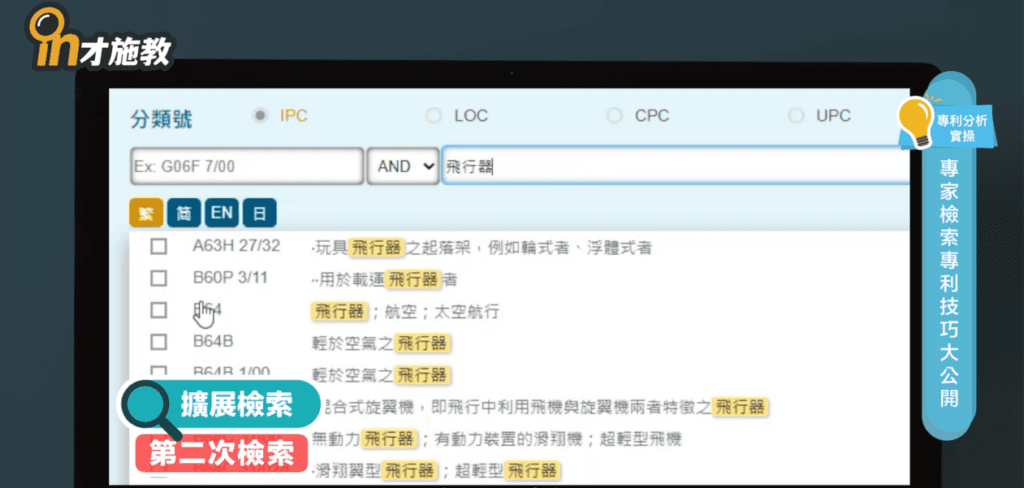 in才施教
專利分析
實操
專家檢索專利技巧大公開
分類號
IPC
LOC
CPC
UPC
Ex: G06F 7/00
AND
飛行器
繁
简
EN
日
A63H 27/32 ‧玩具飛行器之起落架，例如輪式者、浮體式者
B60P 3/11 ‧‧用於載運飛行器者
飛行器；航空；太空航行
B64B 輕於空氣之飛行器
B64B 1/00 輕於空氣之飛行器
混合式旋翼機，即飛行中利用飛機與旋翼機兩者特徵之飛行器
無動力飛行器；有動力裝置的滑翔機；超輕型飛機
‧滑翔翼型飛行器；超輕型飛行器
擴展檢索
第二次檢索